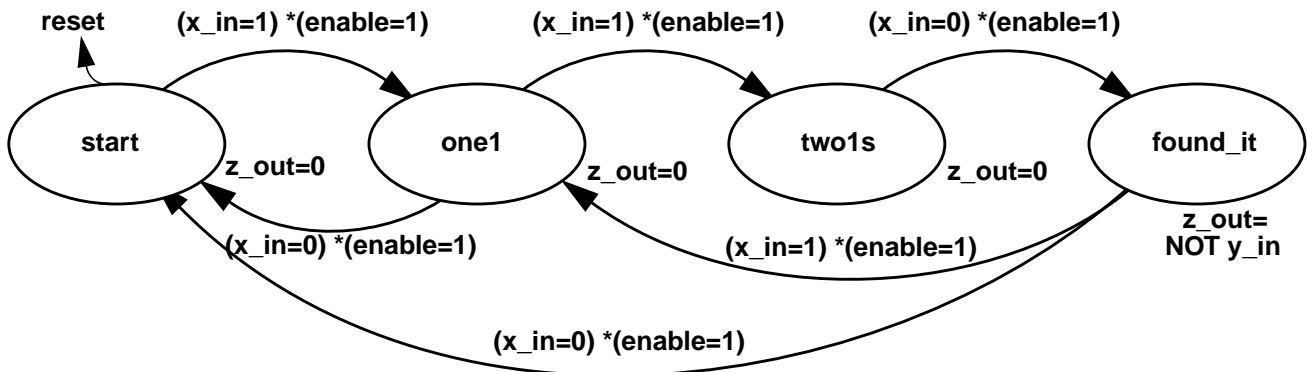 reset
(x_in=1) *(enable=1)
(x_in=1) *(enable=1)
(x_in=0) *(enable=1)
start
one1
two1s
found_it
z_out=0
z_out=0
z_out=0
z_out=
NOT y_in
(x_in=0) *(enable=1)
(x_in=1) *(enable=1)
(x_in=0) *(enable=1)